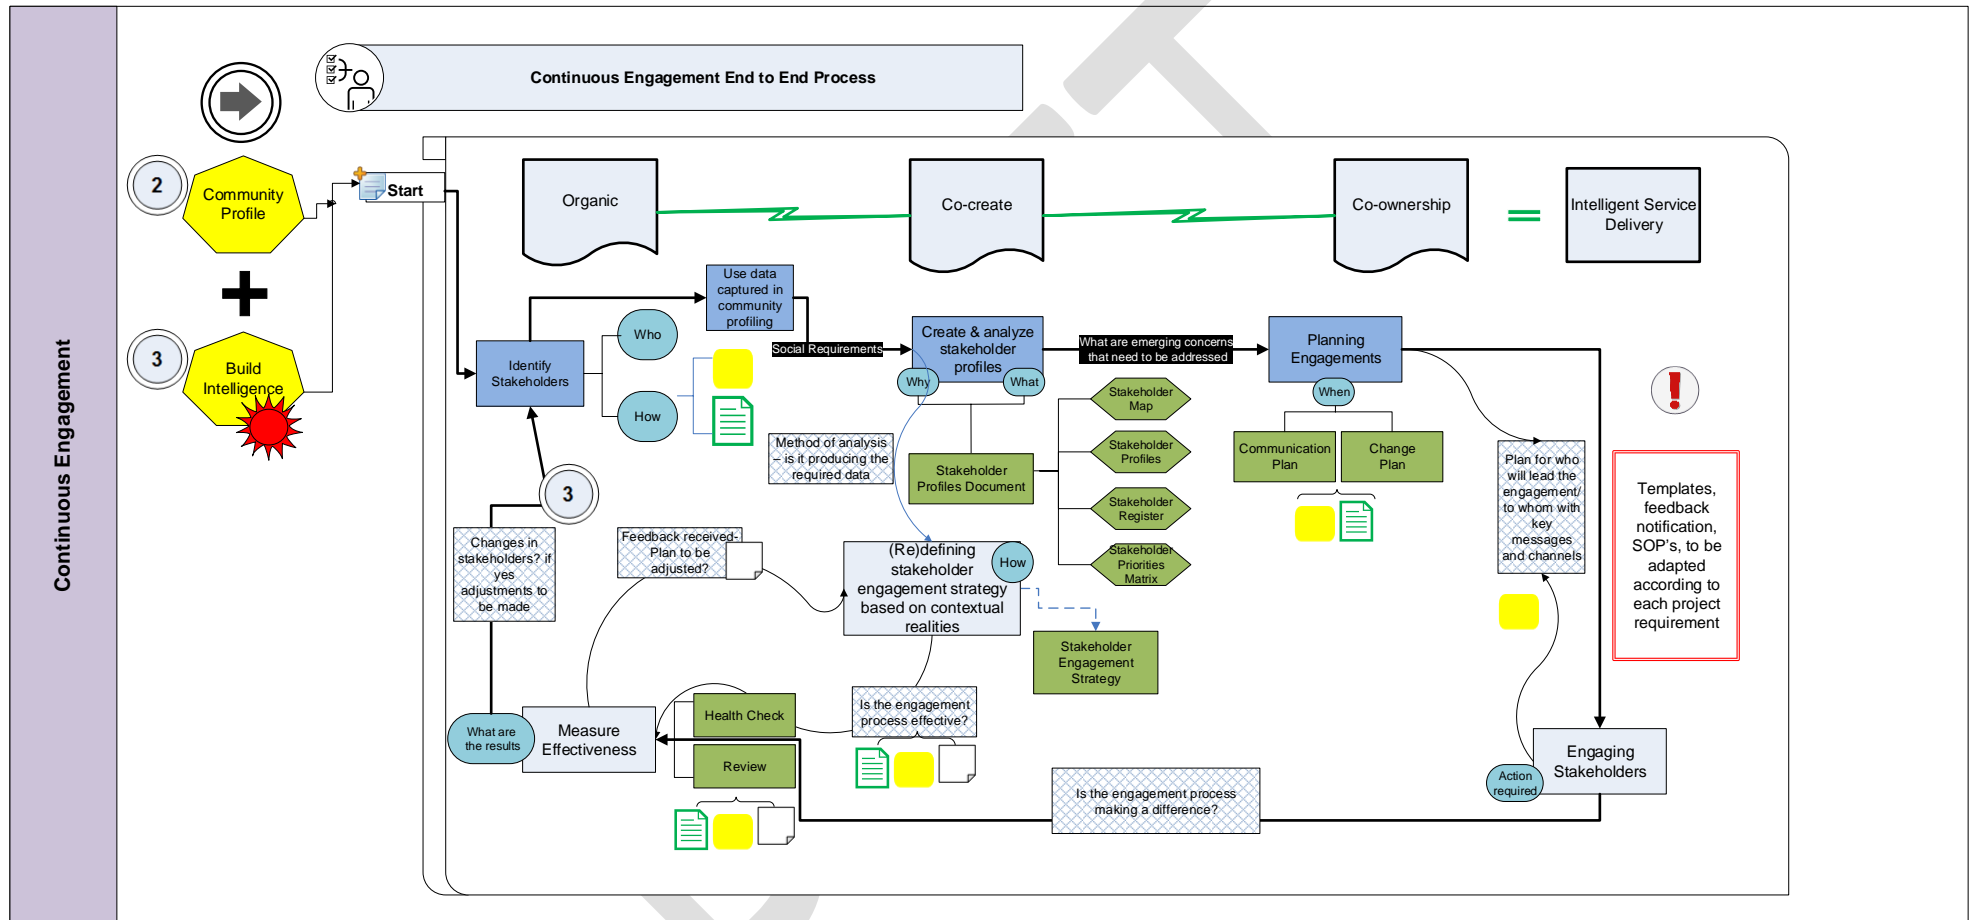 Continuous Engagement
Continuous Engagement End to End Process
2
Community
Profile
3
Build
Intelligence
Start
Organic
Co-create
Co-ownership
=
Intelligent Service
Delivery
Use data
captured in
community
profiling
Identify
Stakeholders
Who
How
Social Requirements
Create & analyze
stakeholder
profiles
Why
What
What are emerging concerns
that need to be addressed
Planning
Engagements
When
Communication
Plan
Change
Plan
Stakeholder
Map
Stakeholder
Profiles
Stakeholder
Register
Stakeholder
Priorities
Matrix
Method of analysis
– is it producing the
required data
Stakeholder
Profiles Document
Plan for who
will lead the
engagement/
to whom with
key
messages
and channels
!
Templates,
feedback
notification,
SOP's, to be
adapted
according to
each project
requirement
3
Changes in
stakeholders? if
yes
adjustments to
be made
Feedback received-
Plan to be
adjusted?
(Re)defining
stakeholder
engagement strategy
based on contextual
realities
How
Stakeholder
Engagement
Strategy
What are
the results
Measure
Effectiveness
Health Check
Review
Is the engagement
process effective?
Is the engagement process
making a difference?
Engaging
Stakeholders
Action
required